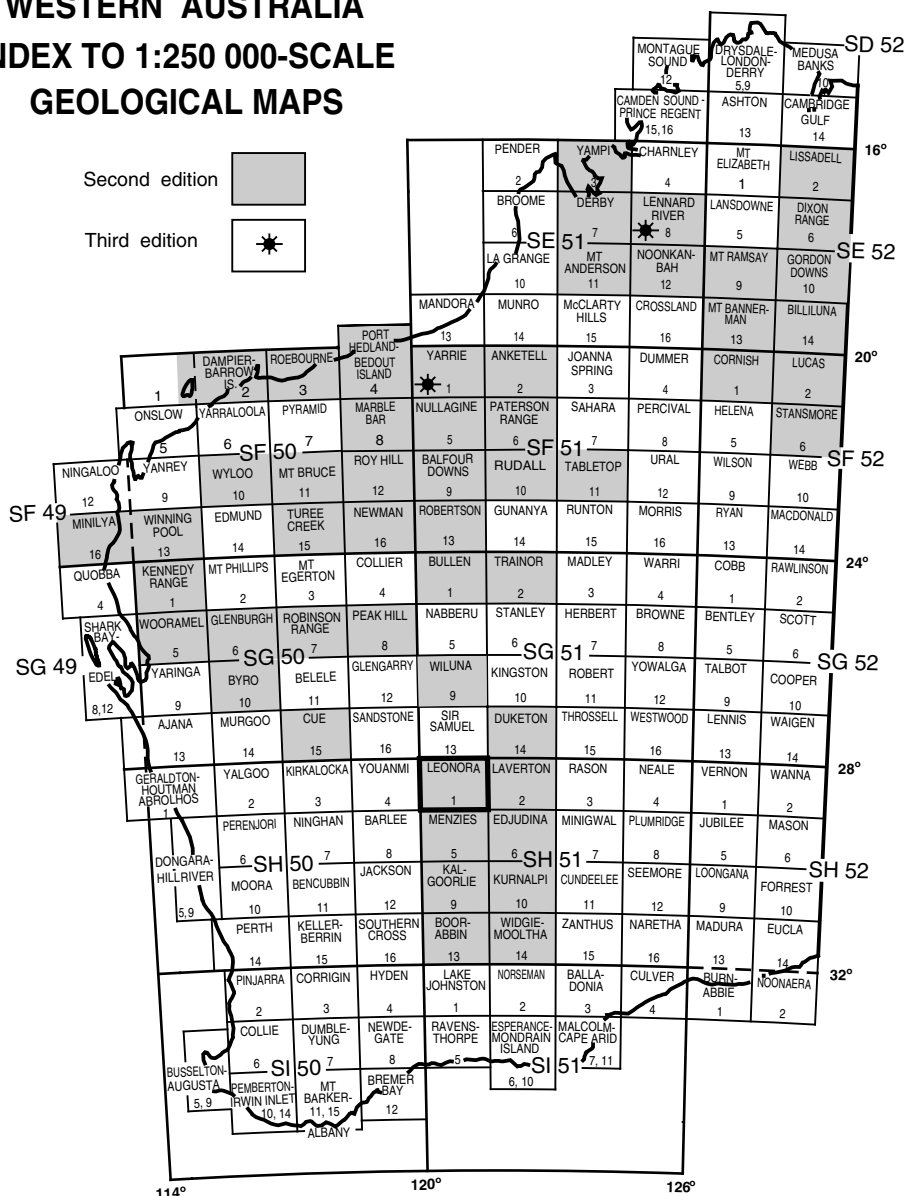 WESTERN AUSTRALIA
INDEX TO 1:250 000-SCALE
GEOLOGICAL MAPS
Second edition
Third edition
MONTAGUE SOUND 12
DRYSDALE-LONDON-DERRY 5,9
MEDUSA BANKS 10
SD 52
CAMDEN SOUND - PRINCE REGENT 15,16
ASHTON 13
CAMBRIDGE GULF 14
16°
PENDER 2
YAMPI 3
CHARNLEY 4
MT ELIZABETH 1
LISSADELL 2
BROOME 6
DERBY 7
LENNARD RIVER 8
LANSDOWNE 5
DIXON RANGE 6
SE 51
SE 52
LA GRANGE 10
MT ANDERSON 11
NOONKAN-BAH 12
MT RAMSAY 9
GORDON DOWNS 10
MANDORA 13
MUNRO 14
McCLARTY HILLS 15
CROSSLAND 16
MT BANNER-MAN 13
BILLILUNA 14
20°
1
DAMPIER-BARROW IS. 2
ROEBOURNE 3
PORT HEDLAND-BEDOUT ISLAND 4
YARRIE 1
ANKETELL 2
JOANNA SPRING 3
DUMMER 4
CORNISH 1
LUCAS 2
ONSLOW 5
YARRALOOLA 6
PYRAMID 7
MARBLE BAR 8
NULLAGINE 5
PATERSON RANGE 6
SAHARA 7
PERCIVAL 8
HELENA 5
STANSMORE 6
SF 50
SF 51
SF 52
NINGALOO 12
YANREY 9
WYLOO 10
MT BRUCE 11
ROY HILL 12
BALFOUR DOWNS 9
RUDALL 10
TABLETOP 11
URAL 12
WILSON 9
WEBB 10
SF 49
MINILYA 16
WINNING POOL 13
EDMUND 14
TUREE CREEK 15
NEWMAN 16
ROBERTSON 13
GUNANYA 14
RUNTON 15
MORRIS 16
RYAN 13
MACDONALD 14
24°
QUOBBA 4
KENNEDY RANGE 1
MT PHILLIPS 2
MT EGERTON 3
COLLIER 4
BULLEN 1
TRAINOR 2
MADLEY 3
WARRI 4
COBB 1
RAWLINSON 2
SHARK BAY-EDEL 8,12
WOORAMEL 5
GLENBURGH 6
ROBINSON RANGE 7
PEAK HILL 8
NABBERU 5
STANLEY 6
HERBERT 7
BROWNE 8
BENTLEY 5
SCOTT 6
SG 49
SG 50
SG 51
SG 52
YARINGA 9
BYRO 10
BELELE 11
GLENGARRY 12
WILUNA 9
KINGSTON 10
ROBERT 11
YOWALGA 12
TALBOT 9
COOPER 10
AJANA 13
MURGOO 14
CUE 15
SANDSTONE 16
SIR SAMUEL 13
DUKETON 14
THROSSELL 15
WESTWOOD 16
LENNIS 13
WAIGEN 14
28°
GERALDTON-HOUTMAN ABROLHOS 1
YALGOO 2
KIRKALOCKA 3
YOUANMI 4
LEONORA 1
LAVERTON 2
RASON 3
NEALE 4
VERNON 1
WANNA 2
PERENJORI 6
NINGHAN 7
BARLEE 8
MENZIES 5
EDJUDINA 6
MINIGWAL 7
PLUMRIDGE 8
JUBILEE 5
MASON 6
SH 50
SH 51
SH 52
DONGARA-HILLRIVER 5,9
MOORA 10
BENCUBBIN 11
JACKSON 12
KAL-GOORLIE 9
KURNALPI 10
CUNDEELEE 11
SEEMORE 12
LOONGANA 9
FORREST 10
PERTH 14
KELLER-BERRIN 15
SOUTHERN CROSS 16
BOOR-ABBIN 13
WIDGIE-MOOLTHA 14
ZANTHUS 15
NARETHA 16
MADURA 13
EUCLA 14
32°
PINJARRA 2
CORRIGIN 3
HYDEN 4
LAKE JOHNSTON 1
NORSEMAN 2
BALLA-DONIA 3
CULVER 4
BURN-ABBIE 1
NOONAERA 2
COLLIE 6
DUMBLE-YUNG 7
NEWDE-GATE 8
RAVENS-THORPE 5
ESPERANCE-MONDRAIN ISLAND 6, 10
MALCOLM-CAPE ARID 7, 11
SI 50
SI 51
BUSSELTON-AUGUSTA 5, 9
PEMBERTON-IRWIN INLET 10, 14
MT BARKER-ALBANY 11, 15
BREMER BAY 12
114°
120°
126°